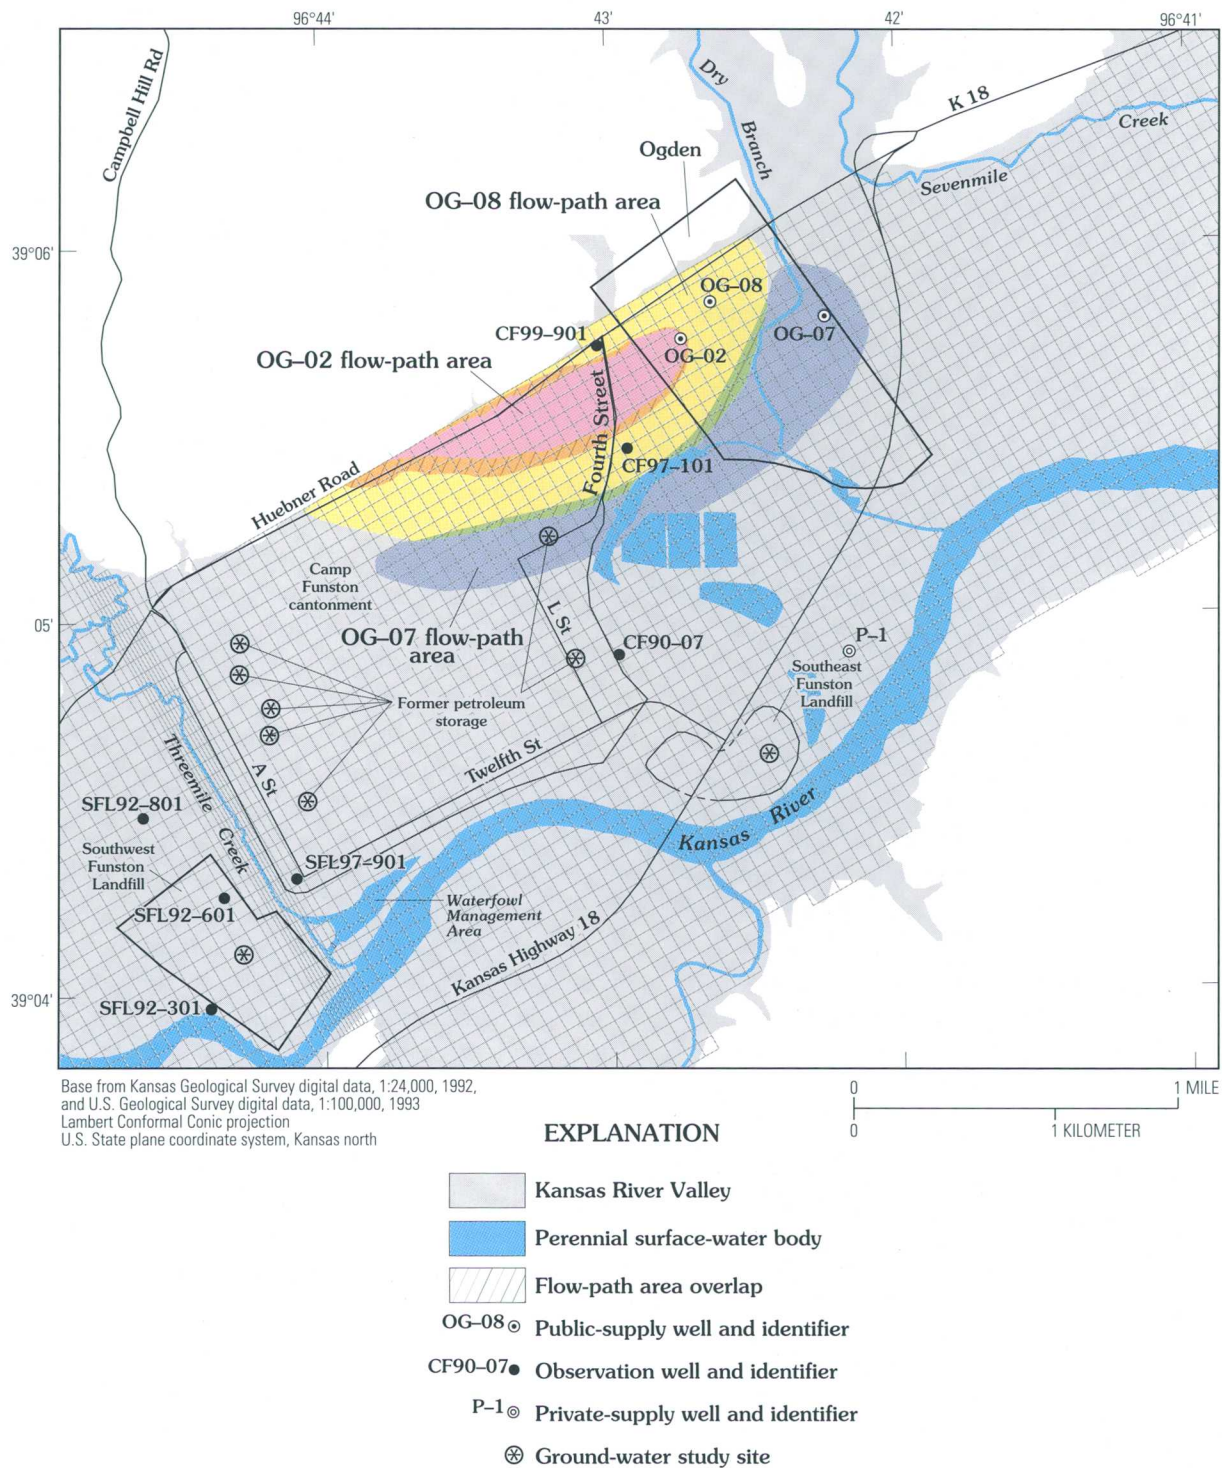 96°44'
43'
42'
96°41'
Campbell Hill Rd
Dry
Branch
K 18
Creek
Sevenmile
Ogden
OG–08 flow-path area
39°06'
OG–08
CF99–901
OG–07
OG–02
OG–02 flow-path area
Fourth Street
CF97–101
Huebner Road
Camp
Funston
cantonment
05'
L St
OG–07 flow-path
area
CF90–07
P–1
Southeast
Funston
Landfill
Former petroleum
storage
Threemile
Creek
A St
Twelfth St
SFL92–801
Kansas River
Southwest
Funston
Landfill
SFL97–901
SFL92–601
Waterfowl
Management
Area
Kansas Highway 18
39°04'
SFL92–301
Base from Kansas Geological Survey digital data, 1:24,000, 1992,
and U.S. Geological Survey digital data, 1:100,000, 1993
Lambert Conformal Conic projection
U.S. State plane coordinate system, Kansas north
0
1 MILE
0
1 KILOMETER
EXPLANATION
Kansas River Valley
Perennial surface-water body
Flow-path area overlap
OG–08 Public-supply well and identifier
CF90–07 Observation well and identifier
P–1 Private-supply well and identifier
Ground-water study site